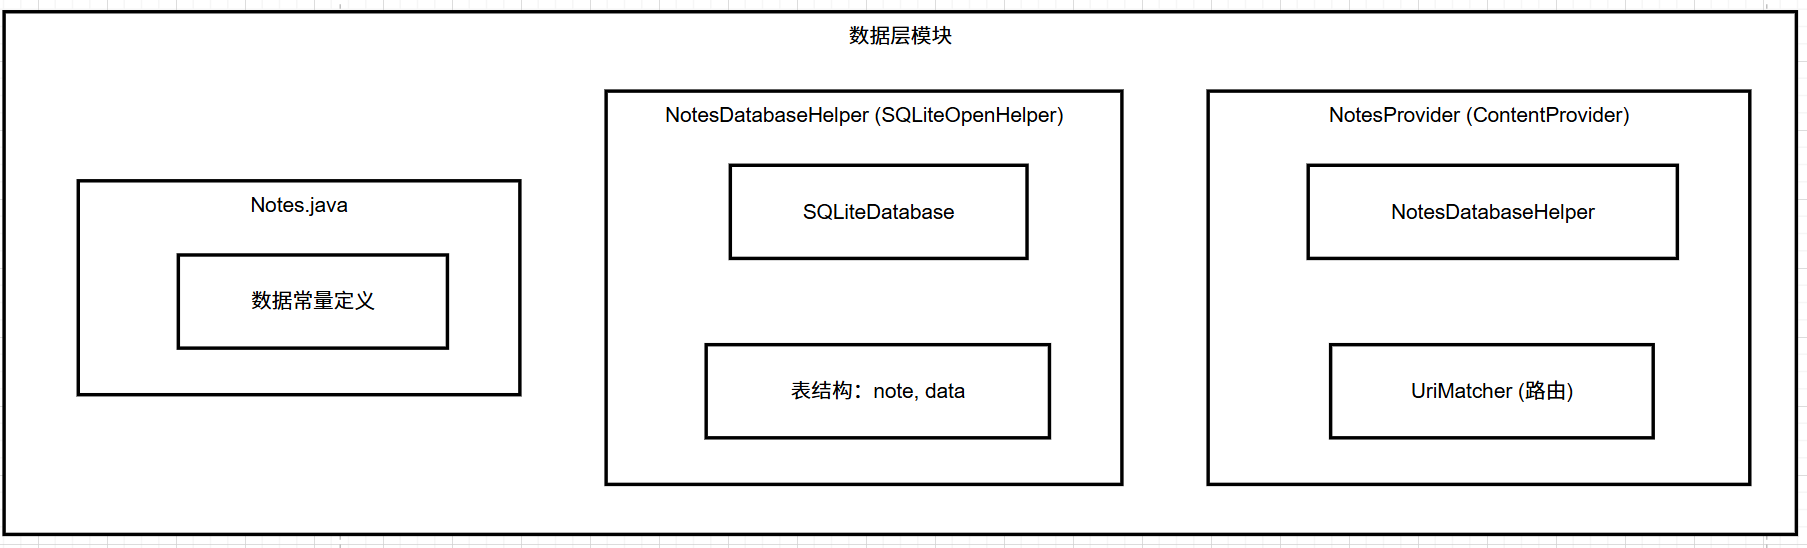 数据层模块
Notes.java
数据常量定义
NotesDatabaseHelper (SQLiteOpenHelper)
SQLiteDatabase
表结构：note, data
NotesProvider (ContentProvider)
NotesDatabaseHelper
UriMatcher (路由)